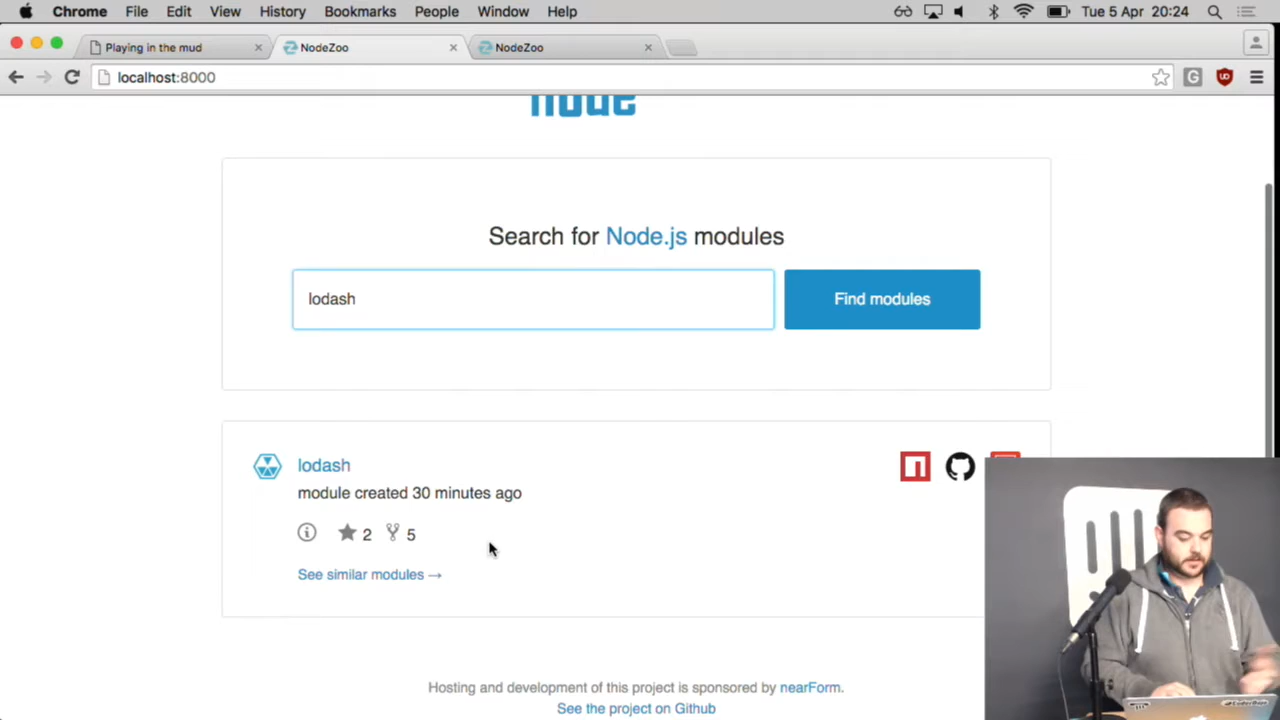 Chrome File Edit View History Bookmarks People Window Help Tue 5 Apr 20:24
Playing in the mud NodeZoo NodeZoo
localhost:8000 G
node
Search for Node.js modules
lodash Find modules
lodash
module created 30 minutes ago
2 5
See similar modules →
Hosting and development of this project is sponsored by nearForm.
See the project on Github